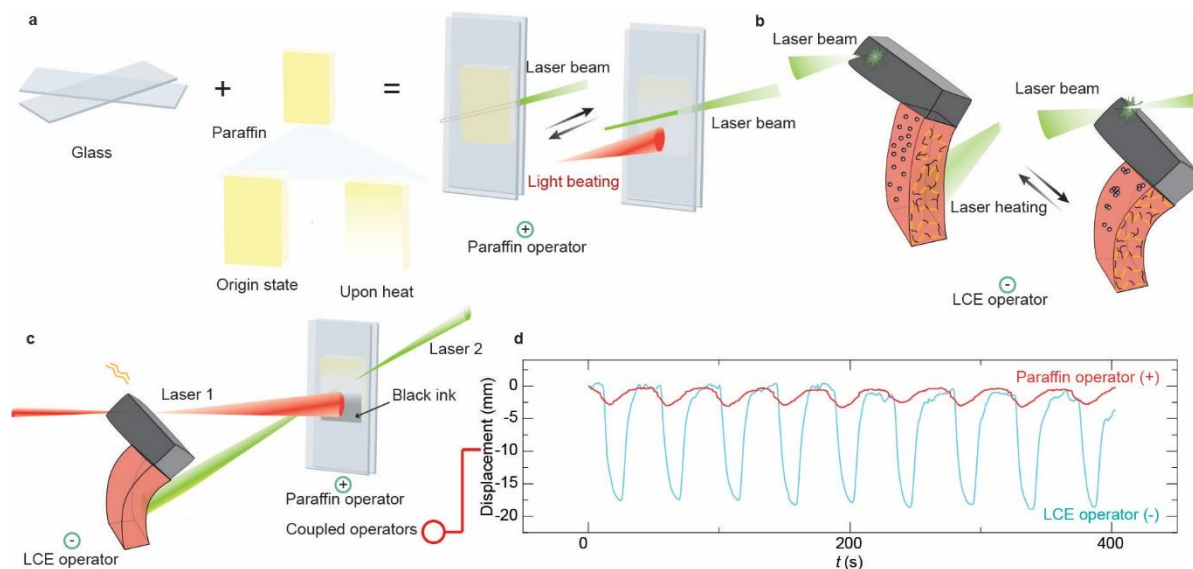 a
Glass
+
Paraffin
=
Origin state
Upon heat
Laser beam
Laser beam
Light beating
+
Paraffin operator
b
Laser beam
Laser beam
Laser heating
-
LCE operator
c
Laser 1
Laser 2
Black ink
+
Paraffin operator
Coupled operators
-
LCE operator
d
Displacement (mm)
0
-5
-10
-15
-20
Paraffin operator (+)
LCE operator (-)
0
200
400
t (s)